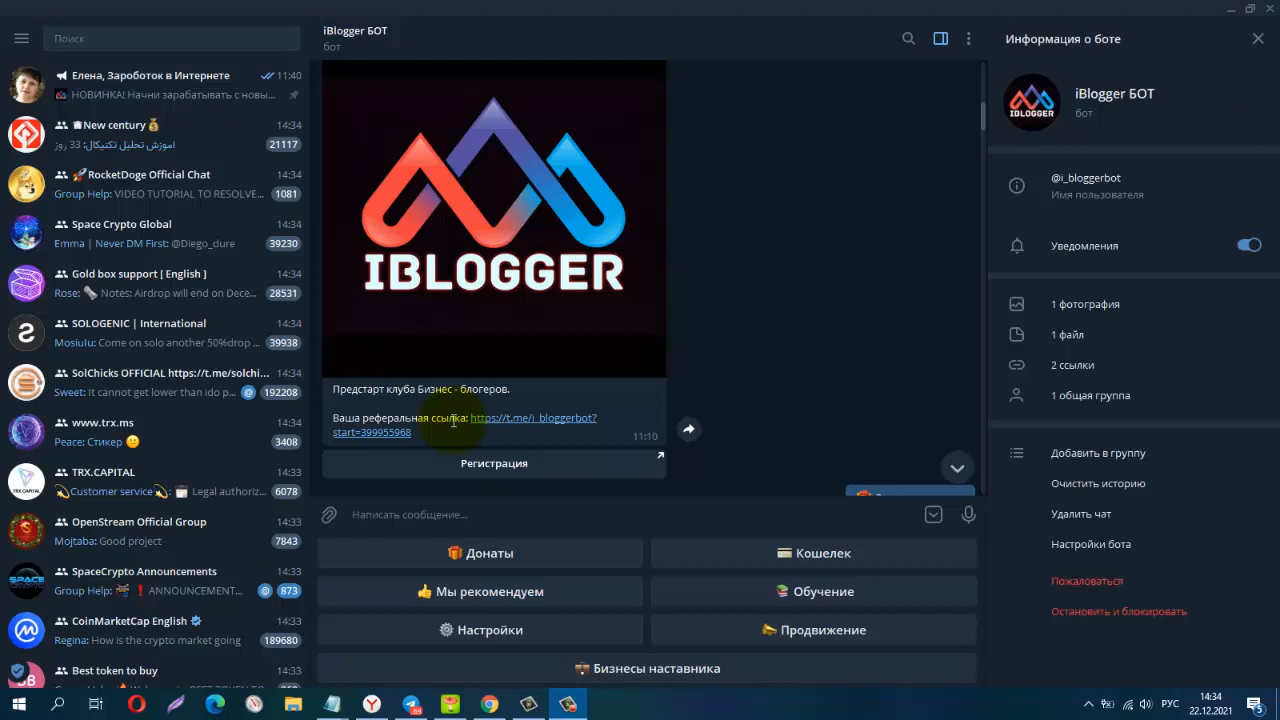 Поиск
Елена, Зароботок в Интернете
11:40
НОВИНКА! Начни зарабатывать с новы...
New century
14:34
33 :آموزش تحلیل تکنیکال روز
21117
RocketDoge Official Chat
14:34
Group Help: VIDEO TUTORIAL TO RESOLVE...
1081
Space Crypto Global
14:34
Emma | Never DM First: @Diego_dure
39230
Gold box support [ English ]
14:34
Rose: Notes: Airdrop will end on Dece...
28531
SOLOGENIC | International
14:34
Mosiulu: Come on solo another 50%drop ...
39938
SolChicks OFFICIAL https://t.me/solchi...
14:34
Sweet: It cannot get lower than ido p...
@
192208
www.trx.ms
14:34
Peace: Стикер
3408
TRX.CAPITAL
14:34
Customer service : Legal authoriz...
6078
OpenStream Official Group
14:33
Mojtaba: Good project
7843
SpaceCrypto Announcements
14:33
Group Help: ANNOUNCEMENT...
@
873
CoinMarketCap English
14:33
Regina: How is the crypto market going
189680
Best token to buy
14:33
iBlogger БОТ
бот
IBLOGGER
Предстарт клуба Бизнес - блогеров.
Ваша реферальная ссылка: https://t.me/i_bloggerbot?
start=399955968
11:10
Регистрация
Написать сообщение...
Донаты
Кошелек
Мы рекомендуем
Обучение
Настройки
Продвижение
Бизнесы наставника
Информация о боте
IBLOGGER
iBlogger БОТ
бот
@i_bloggerbot
Имя пользователя
Уведомления
1 фотография
1 файл
2 ссылки
1 общая группа
Добавить в группу
Очистить историю
Удалить чат
Настройки бота
Пожаловаться
Остановить и блокировать
РУС
14:34
22.12.2021